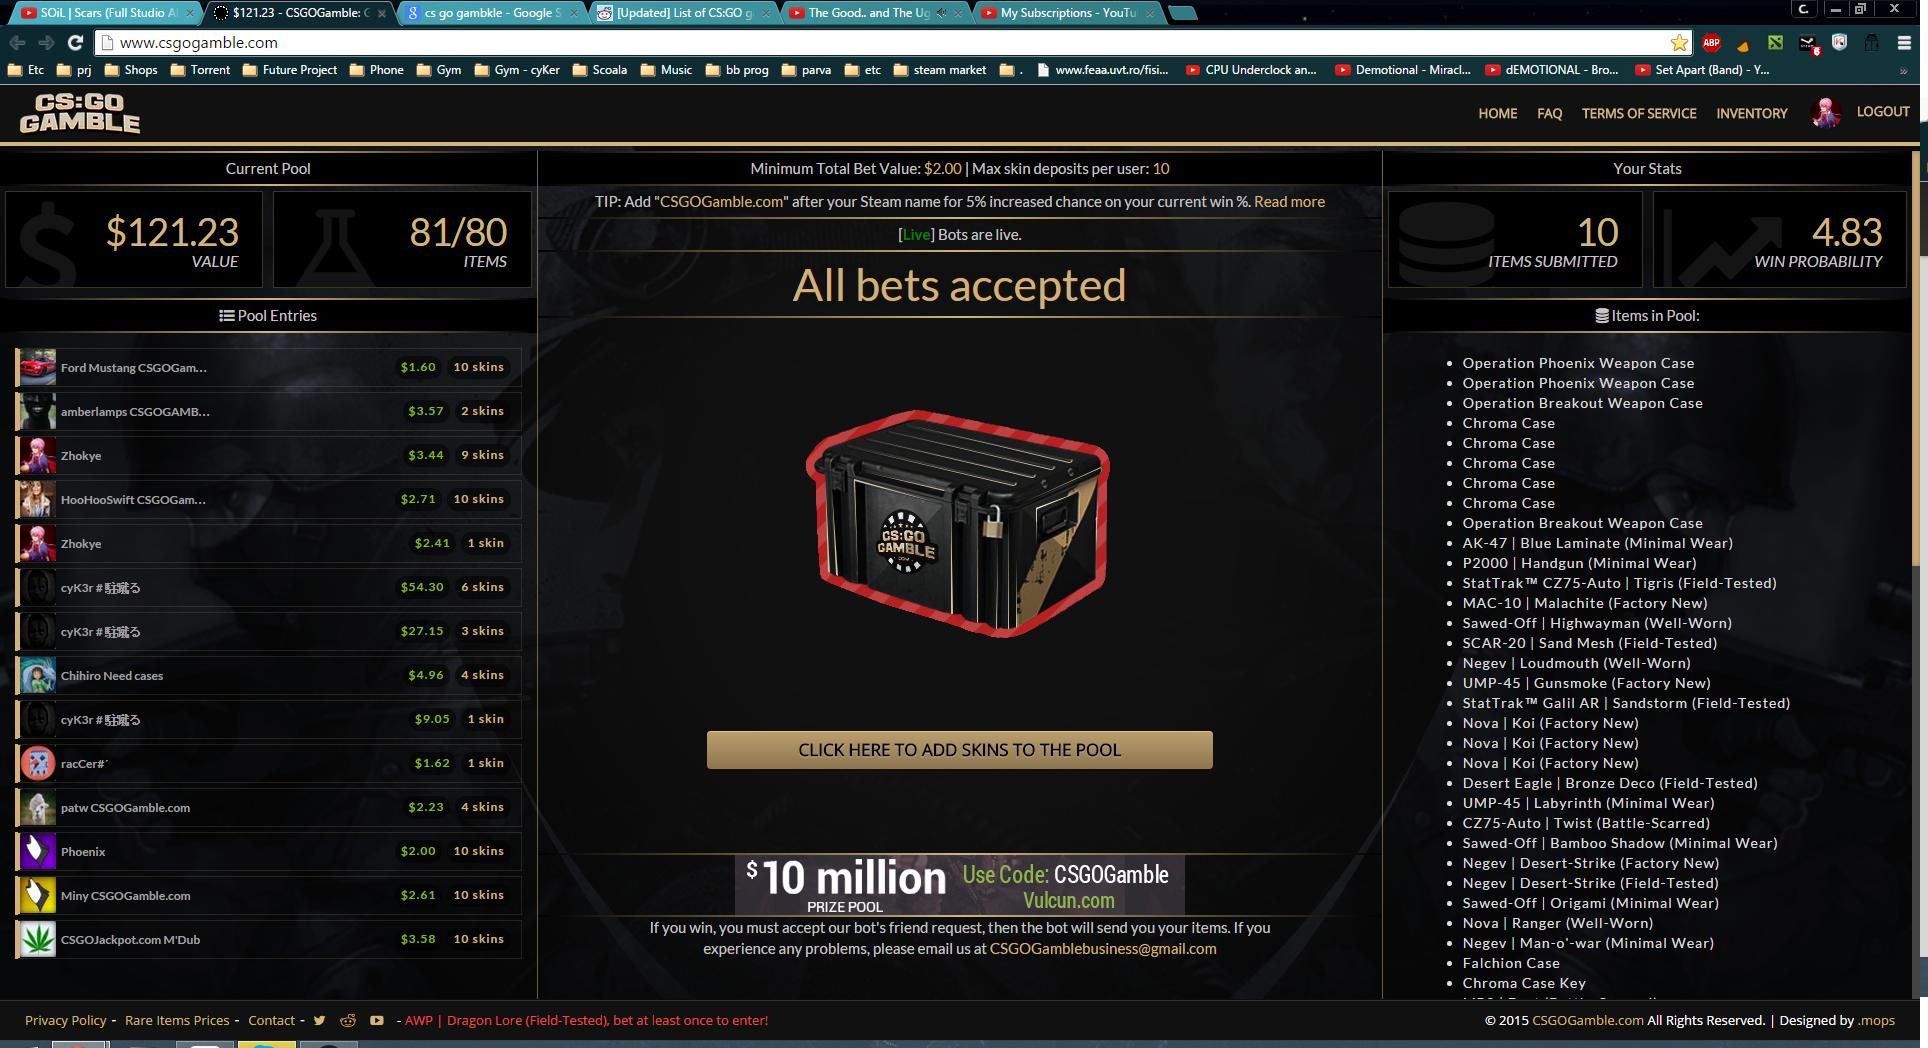 SOiL | Scars (Full Studio Al
$121.23 - CSGOGamble: G
cs go gambkle - Google S
[Updated] List of CS:GO g
The Good.. and The Ug
My Subscriptions - YouTu
www.csgogamble.com
ABP
6
Etc
prj
Shops
Torrent
Future Project
Phone
Gym
Gym - cyKer
Scoala
Music
bb prog
parva
etc
steam market
.
www.feaa.uvt.ro/fisi...
CPU Underclock an...
Demotional - Miracl...
dEMOTIONAL - Bro...
Set Apart (Band) - Y...
»
CS:GO
GAMBLE
HOME
FAQ
TERMS OF SERVICE
INVENTORY
LOGOUT
Current Pool
$121.23
VALUE
81/80
ITEMS
Pool Entries
Ford Mustang CSGOGam... $1.60 10 skins
amberlamps CSGOGAMB... $3.57 2 skins
Zhokye $3.44 9 skins
HooHooSwift CSGOGam... $2.71 10 skins
Zhokye $2.41 1 skin
cyK3r # $54.30 6 skins
cyK3r # $27.15 3 skins
Chihiro Need cases $4.96 4 skins
cyK3r # $9.05 1 skin
racCer#´ $1.62 1 skin
patw CSGOGamble.com $2.23 4 skins
Phoenix $2.00 10 skins
Miny CSGOGamble.com $2.61 10 skins
CSGOJackpot.com M'Dub $3.58 10 skins
Minimum Total Bet Value: $2.00 | Max skin deposits per user: 10
TIP: Add "CSGOGamble.com" after your Steam name for 5% increased chance on your current win %. Read more
[Live] Bots are live.
All bets accepted
CS:GO
GAMBLE
.COM
CLICK HERE TO ADD SKINS TO THE POOL
$10 million
PRIZE POOL
Use Code: CSGOGamble
Vulcun.com
If you win, you must accept our bot's friend request, then the bot will send you your items. If you
experience any problems, please email us at CSGOGamblebusiness@gmail.com
Your Stats
10
ITEMS SUBMITTED
4.83
WIN PROBABILITY
Items in Pool:
Operation Phoenix Weapon Case
Operation Phoenix Weapon Case
Operation Breakout Weapon Case
Chroma Case
Chroma Case
Chroma Case
Chroma Case
Chroma Case
Operation Breakout Weapon Case
AK-47 | Blue Laminate (Minimal Wear)
P2000 | Handgun (Minimal Wear)
StatTrak™ CZ75-Auto | Tigris (Field-Tested)
MAC-10 | Malachite (Factory New)
Sawed-Off | Highwayman (Well-Worn)
SCAR-20 | Sand Mesh (Field-Tested)
Negev | Loudmouth (Well-Worn)
UMP-45 | Gunsmoke (Factory New)
StatTrak™ Galil AR | Sandstorm (Field-Tested)
Nova | Koi (Factory New)
Nova | Koi (Factory New)
Nova | Koi (Factory New)
Desert Eagle | Bronze Deco (Field-Tested)
UMP-45 | Labyrinth (Minimal Wear)
CZ75-Auto | Twist (Battle-Scarred)
Sawed-Off | Bamboo Shadow (Minimal Wear)
Negev | Desert-Strike (Factory New)
Negev | Desert-Strike (Field-Tested)
Sawed-Off | Origami (Minimal Wear)
Nova | Ranger (Well-Worn)
Negev | Man-o'-war (Minimal Wear)
Falchion Case
Chroma Case Key
Privacy Policy - Rare Items Prices - Contact - - AWP | Dragon Lore (Field-Tested), bet at least once to enter!
© 2015 CSGOGamble.com All Rights Reserved. | Designed by .mops